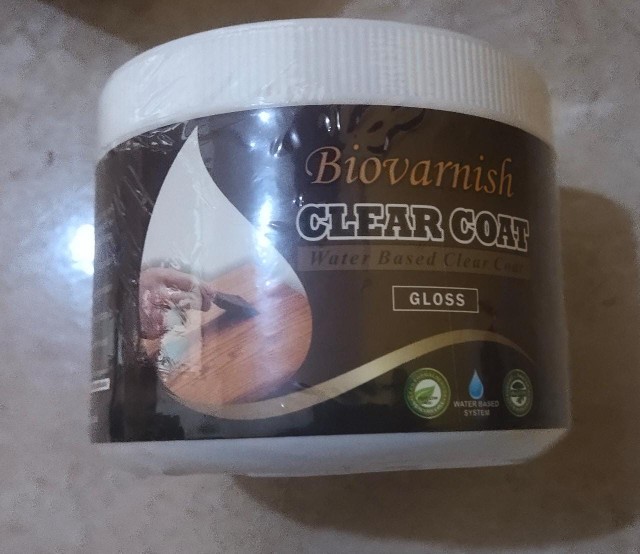 Biovarnish
CLEAR COAT
Water Based Clear Coat
GLOSS
WATER BASED
SYSTEM